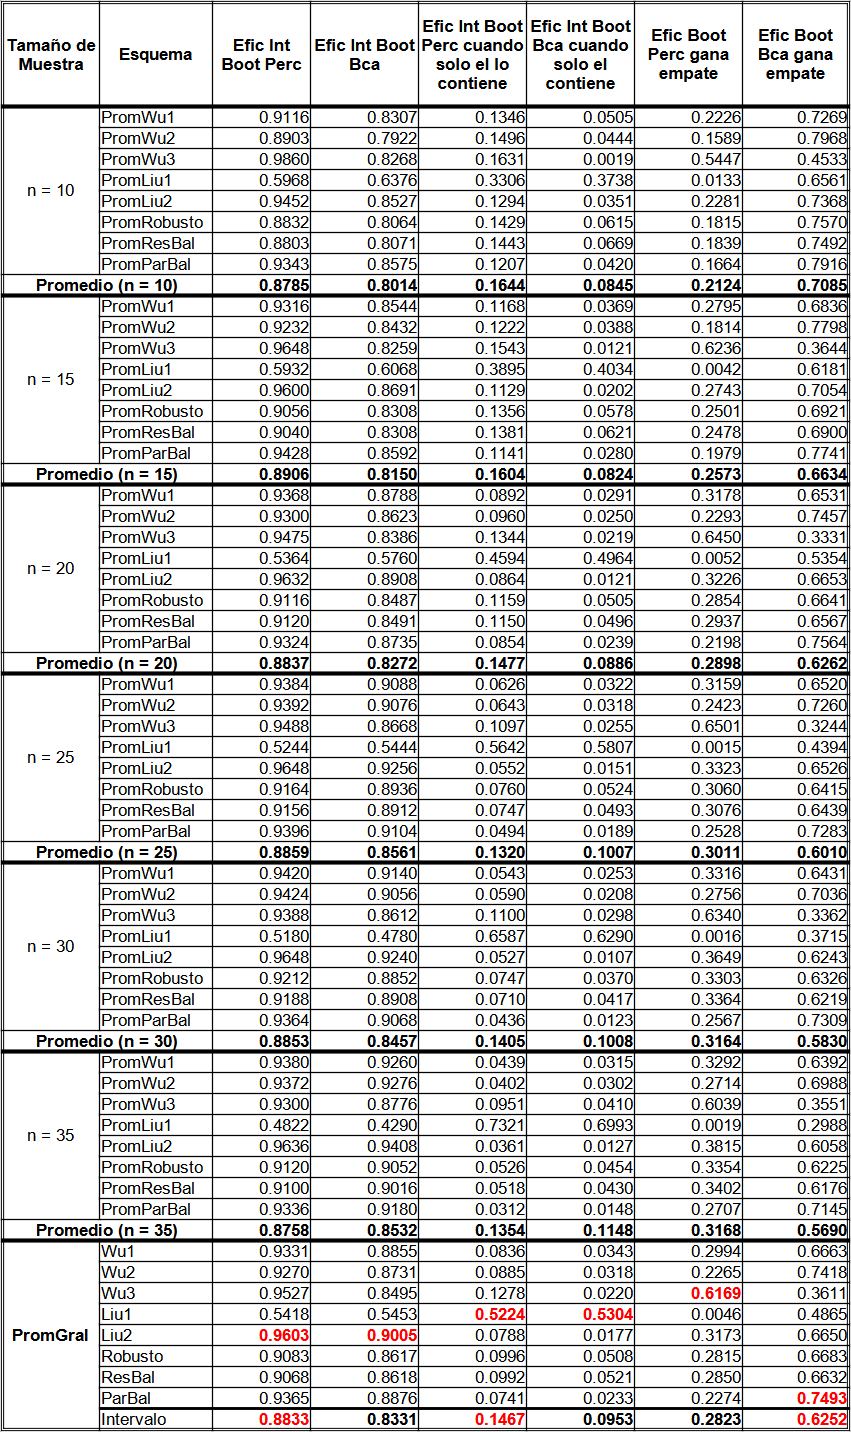 Tamaño de Muestra | Esquema | Efic Int Boot Perc | Efic Int Boot Bca | Efic Int Boot Perc cuando solo el lo contiene | Efic Int Boot Bca cuando solo el contiene | Efic Boot Perc gana empate | Efic Boot Bca gana empate
n = 10
PromWu1 0.9116 0.8307 0.1346 0.0505 0.2226 0.7269
PromWu2 0.8903 0.7922 0.1496 0.0444 0.1589 0.7968
PromWu3 0.9860 0.8268 0.1631 0.0019 0.5447 0.4533
PromLiu1 0.5968 0.6376 0.3306 0.3738 0.0133 0.6561
PromLiu2 0.9452 0.8527 0.1294 0.0351 0.2281 0.7368
PromRobusto 0.8832 0.8064 0.1429 0.0615 0.1815 0.7570
PromResBal 0.8803 0.8071 0.1443 0.0669 0.1839 0.7492
PromParBal 0.9343 0.8575 0.1207 0.0420 0.1664 0.7916
Promedio (n = 10) 0.8785 0.8014 0.1644 0.0845 0.2124 0.7085
n = 15
PromWu1 0.9316 0.8544 0.1168 0.0369 0.2795 0.6836
PromWu2 0.9232 0.8432 0.1222 0.0388 0.1814 0.7798
PromWu3 0.9648 0.8259 0.1543 0.0121 0.6236 0.3644
PromLiu1 0.5932 0.6068 0.3895 0.4034 0.0042 0.6181
PromLiu2 0.9600 0.8691 0.1129 0.0202 0.2743 0.7054
PromRobusto 0.9056 0.8308 0.1356 0.0578 0.2501 0.6921
PromResBal 0.9040 0.8308 0.1381 0.0621 0.2478 0.6900
PromParBal 0.9428 0.8592 0.1141 0.0280 0.1979 0.7741
Promedio (n = 15) 0.8906 0.8150 0.1604 0.0824 0.2573 0.6634
n = 20
PromWu1 0.9368 0.8788 0.0892 0.0291 0.3178 0.6531
PromWu2 0.9300 0.8623 0.0960 0.0250 0.2293 0.7457
PromWu3 0.9475 0.8386 0.1344 0.0219 0.6450 0.3331
PromLiu1 0.5364 0.5760 0.4594 0.4964 0.0052 0.5354
PromLiu2 0.9632 0.8908 0.0864 0.0121 0.3226 0.6653
PromRobusto 0.9116 0.8487 0.1159 0.0505 0.2854 0.6641
PromResBal 0.9120 0.8491 0.1150 0.0496 0.2937 0.6567
PromParBal 0.9324 0.8735 0.0854 0.0239 0.2198 0.7564
Promedio (n = 20) 0.8837 0.8272 0.1477 0.0886 0.2898 0.6262
n = 25
PromWu1 0.9384 0.9088 0.0626 0.0322 0.3159 0.6520
PromWu2 0.9392 0.9076 0.0643 0.0318 0.2423 0.7260
PromWu3 0.9488 0.8668 0.1097 0.0255 0.6501 0.3244
PromLiu1 0.5244 0.5444 0.5642 0.5807 0.0015 0.4394
PromLiu2 0.9648 0.9256 0.0552 0.0151 0.3323 0.6526
PromRobusto 0.9164 0.8936 0.0760 0.0524 0.3060 0.6415
PromResBal 0.9156 0.8912 0.0747 0.0493 0.3076 0.6439
PromParBal 0.9396 0.9104 0.0494 0.0189 0.2528 0.7283
Promedio (n = 25) 0.8859 0.8561 0.1320 0.1007 0.3011 0.6010
n = 30
PromWu1 0.9420 0.9140 0.0543 0.0253 0.3316 0.6431
PromWu2 0.9424 0.9056 0.0590 0.0208 0.2756 0.7036
PromWu3 0.9388 0.8612 0.1100 0.0298 0.6340 0.3362
PromLiu1 0.5180 0.4780 0.6587 0.6290 0.0016 0.3715
PromLiu2 0.9648 0.9240 0.0527 0.0107 0.3649 0.6243
PromRobusto 0.9212 0.8852 0.0747 0.0370 0.3303 0.6326
PromResBal 0.9188 0.8908 0.0710 0.0417 0.3364 0.6219
PromParBal 0.9364 0.9068 0.0436 0.0123 0.2567 0.7309
Promedio (n = 30) 0.8853 0.8457 0.1405 0.1008 0.3164 0.5830
n = 35
PromWu1 0.9380 0.9260 0.0439 0.0315 0.3292 0.6392
PromWu2 0.9372 0.9276 0.0402 0.0302 0.2714 0.6988
PromWu3 0.9300 0.8776 0.0951 0.0410 0.6039 0.3551
PromLiu1 0.4822 0.4290 0.7321 0.6993 0.0019 0.2988
PromLiu2 0.9636 0.9408 0.0361 0.0127 0.3815 0.6058
PromRobusto 0.9120 0.9052 0.0526 0.0454 0.3354 0.6225
PromResBal 0.9100 0.9016 0.0518 0.0430 0.3402 0.6176
PromParBal 0.9336 0.9180 0.0312 0.0148 0.2707 0.7145
Promedio (n = 35) 0.8758 0.8532 0.1354 0.1148 0.3168 0.5690
PromGral
Wu1 0.9331 0.8855 0.0836 0.0343 0.2994 0.6663
Wu2 0.9270 0.8731 0.0885 0.0318 0.2265 0.7418
Wu3 0.9527 0.8495 0.1278 0.0220 0.6169 0.3611
Liu1 0.5418 0.5453 0.5224 0.5304 0.0046 0.4865
Liu2 0.9603 0.9005 0.0788 0.0177 0.3173 0.6650
Robusto 0.9083 0.8617 0.0996 0.0508 0.2815 0.6683
ResBal 0.9068 0.8618 0.0992 0.0521 0.2850 0.6632
ParBal 0.9365 0.8876 0.0741 0.0233 0.2274 0.7493
Intervalo 0.8833 0.8331 0.1467 0.0953 0.2823 0.6252